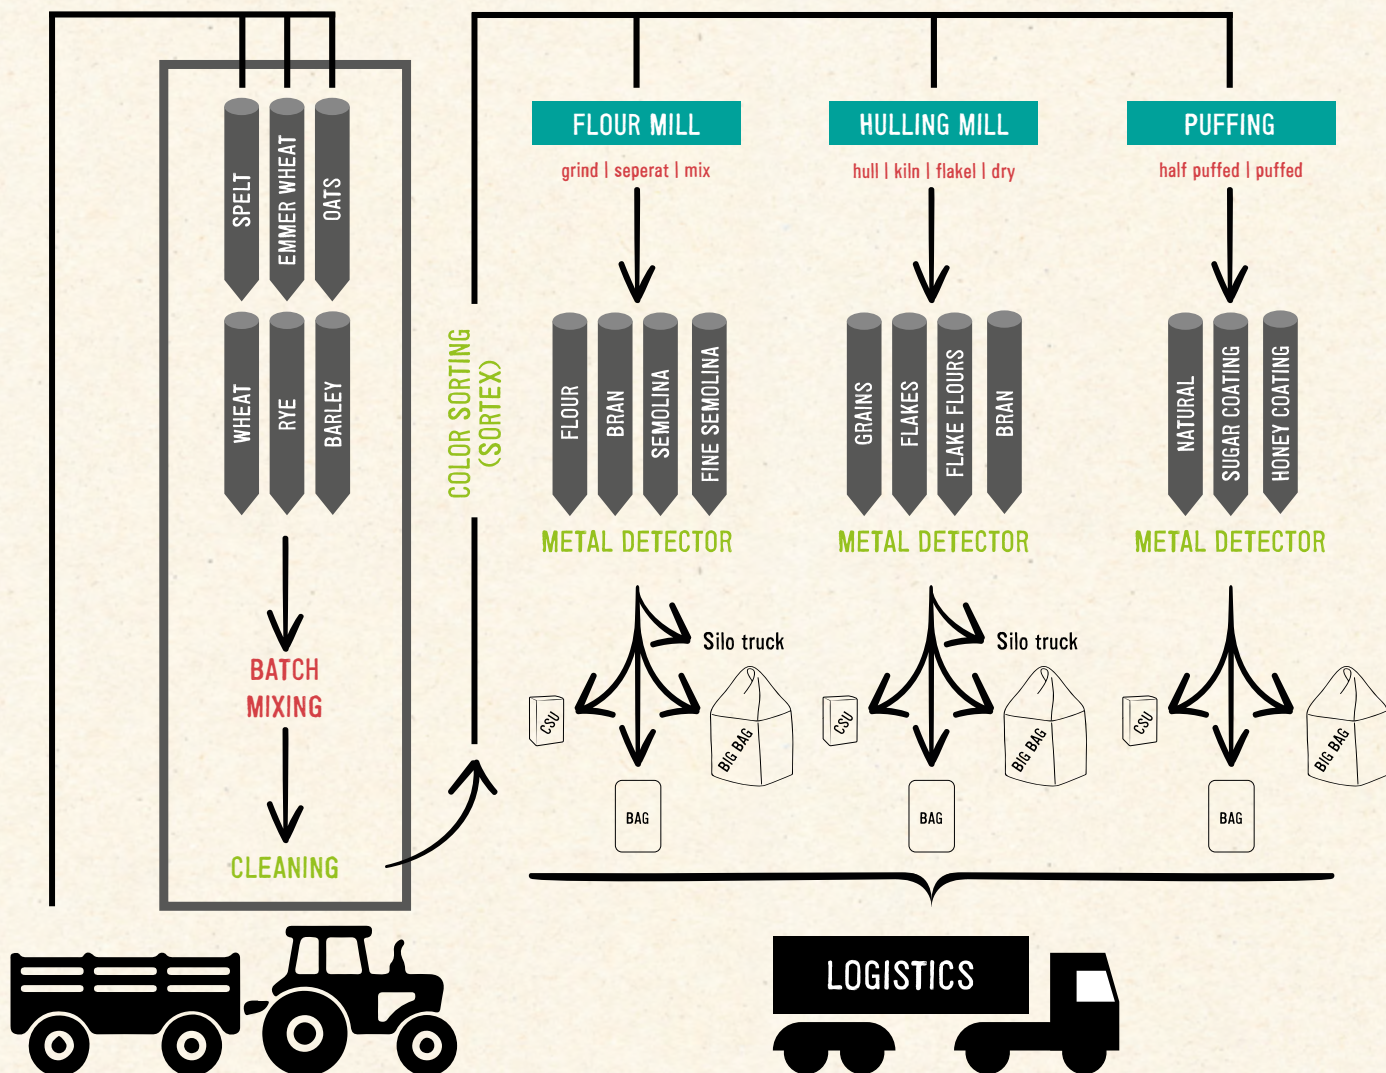 SPELT
EMMER WHEAT
OATS
WHEAT
RYE
BARLEY
BATCH
MIXING
CLEANING
COLOR SORTING
(SORTEX)
FLOUR MILL
grind | seperat | mix
FLOUR
BRAN
SEMOLINA
FINE SEMOLINA
METAL DETECTOR
Silo truck
CSU
BIG BAG
BAG
HULLING MILL
hull | kiln | flakel | dry
GRAINS
FLAKES
FLAKE FLOURS
BRAN
METAL DETECTOR
Silo truck
CSU
BIG BAG
BAG
PUFFING
half puffed | puffed
NATURAL
SUGAR COATING
HONEY COATING
METAL DETECTOR
CSU
BIG BAG
BAG
LOGISTICS